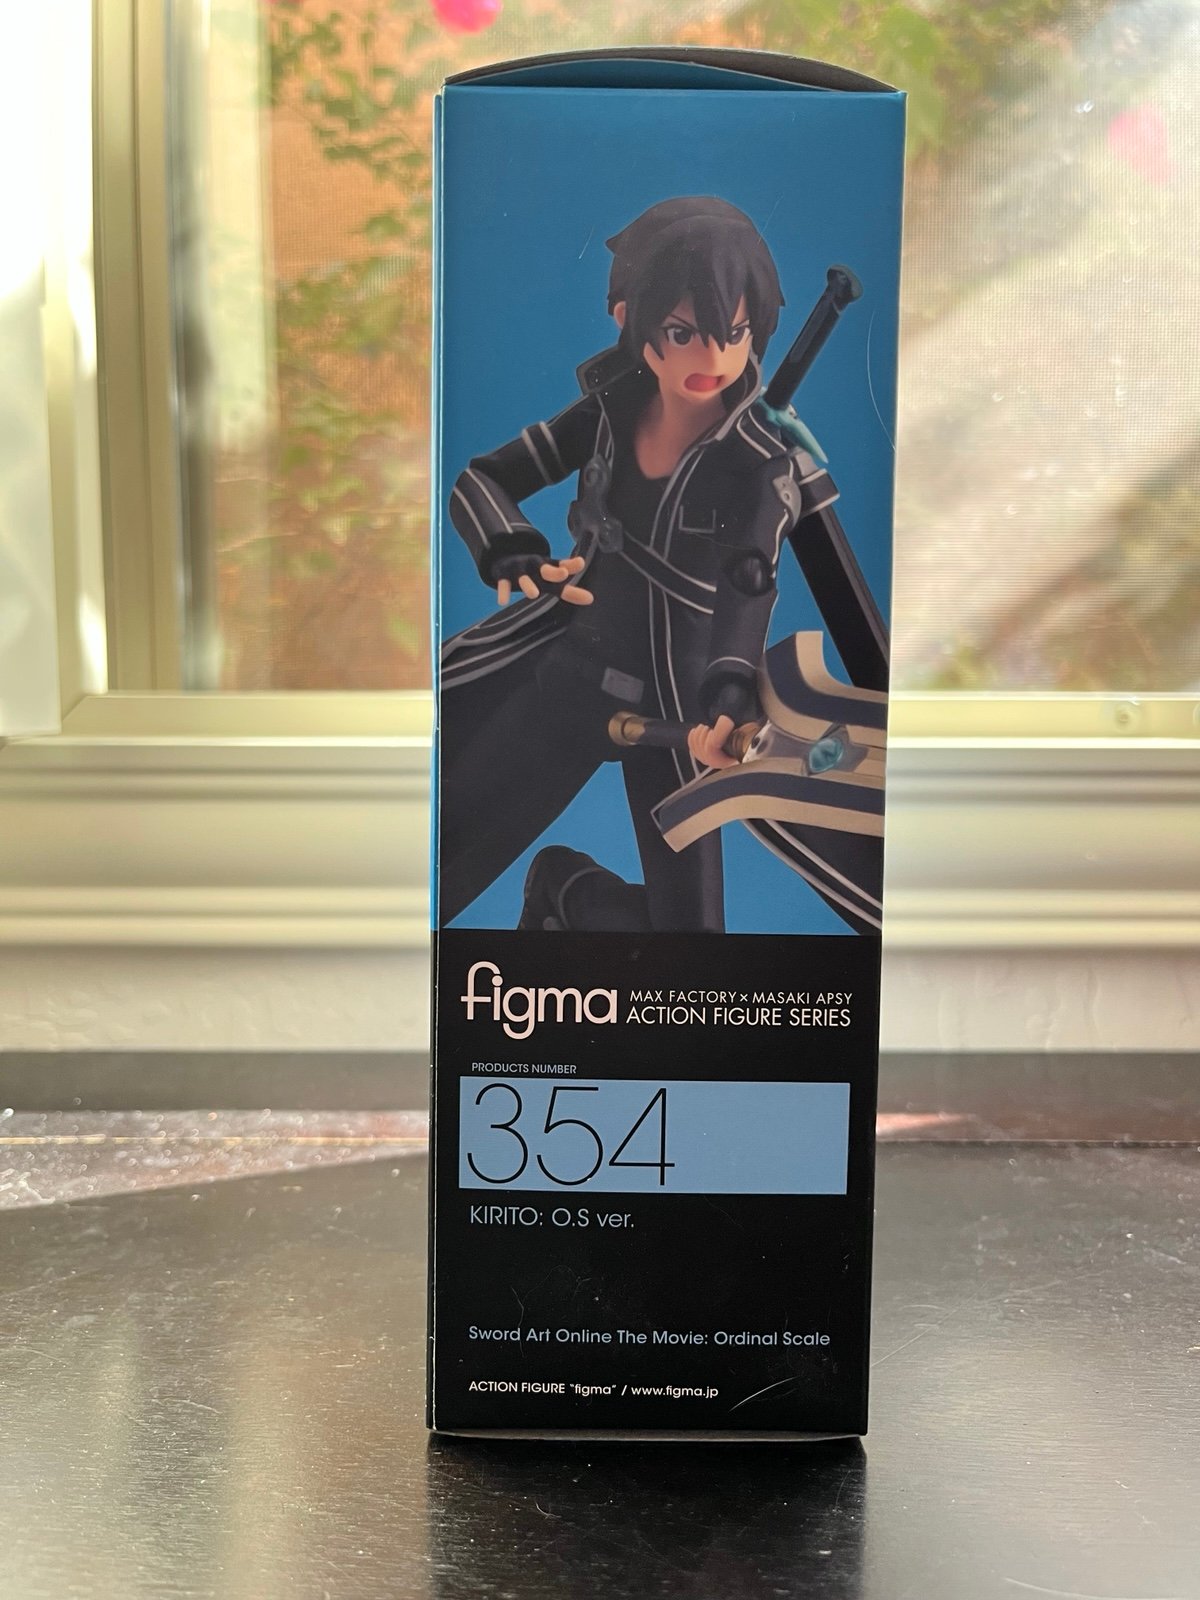 figma MAX FACTORY × MASAKI APSY
ACTION FIGURE SERIES
PRODUCTS NUMBER
354
KIRITO: O.S ver.
Sword Art Online The Movie: Ordinal Scale
ACTION FIGURE "figma" / www.figma.jp